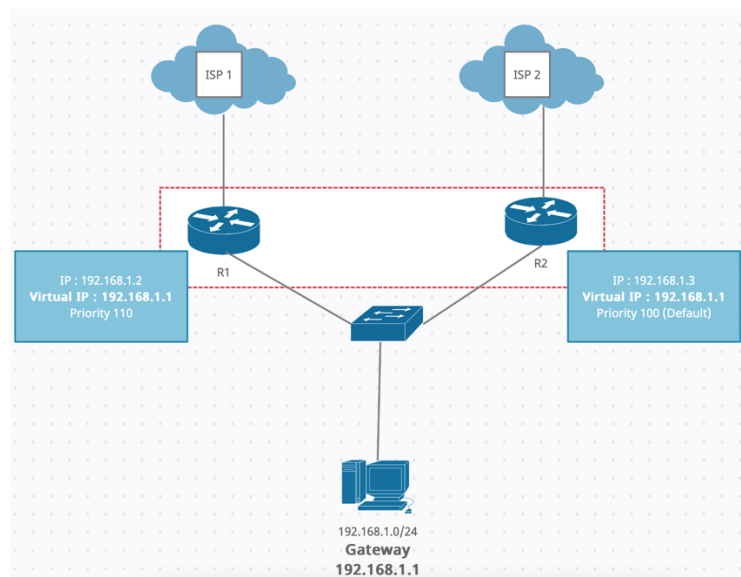 ISP 1
ISP 2
R1
R2
IP : 192.168.1.2
Virtual IP : 192.168.1.1
Priority 110
IP : 192.168.1.3
Virtual IP : 192.168.1.1
Priority 100 (Default)
192.168.1.0/24
Gateway
192.168.1.1